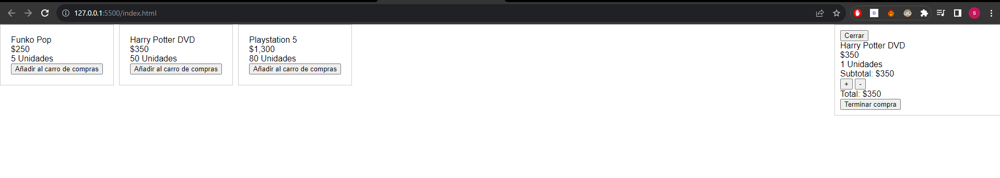 127.0.0.1:5500/index.html
B
S
Funko Pop
$250
5 Unidades
Añadir al carro de compras
Harry Potter DVD
$350
50 Unidades
Añadir al carro de compras
Playstation 5
$1,300
80 Unidades
Añadir al carro de compras
Cerrar
Harry Potter DVD
$350
1 Unidades
Subtotal: $350
+ -
Total: $350
Terminar compra